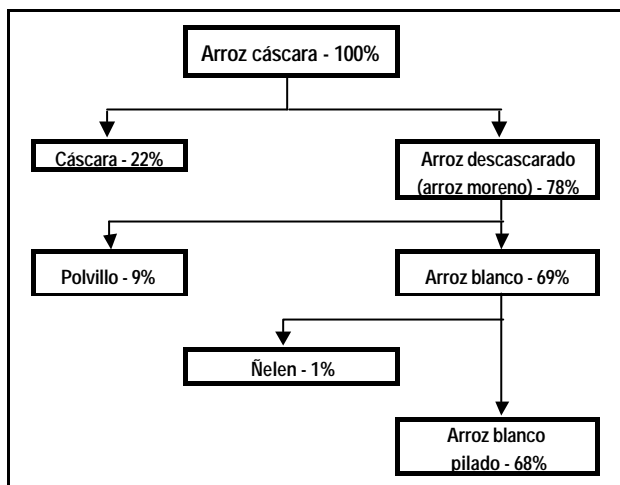 Arroz cáscara - 100%
Cáscara - 22%
Arroz descascarado
(arroz moreno) - 78%
Polvillo - 9%
Arroz blanco - 69%
Ñelen - 1%
Arroz blanco
pilado - 68%